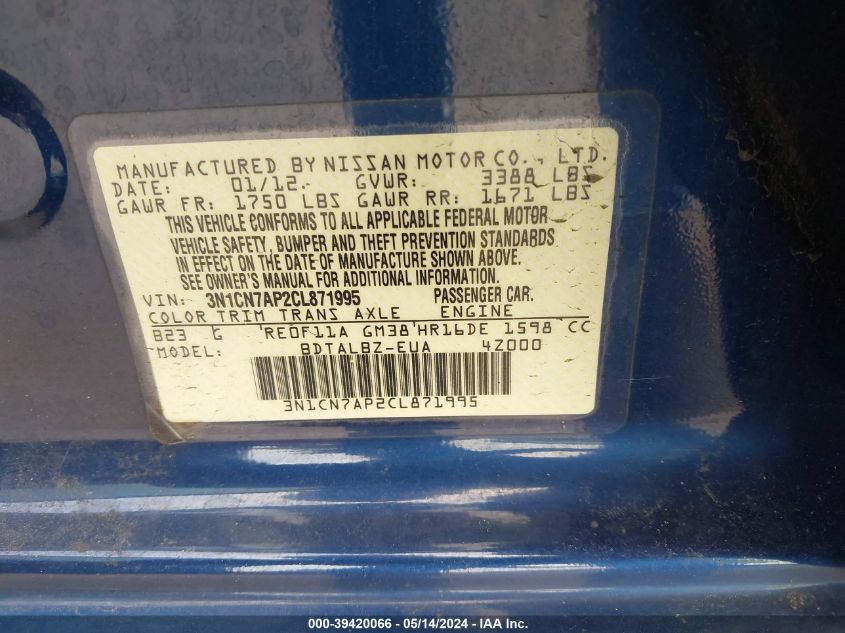 MANUFACTURED BY NISSAN MOTOR CO., LTD.
DATE: 01/12 GVWR: 3388 LBS
GAWR FR: 1750 LBS GAWR RR: 1671 LBS
THIS VEHICLE CONFORMS TO ALL APPLICABLE FEDERAL MOTOR
VEHICLE SAFETY, BUMPER AND THEFT PREVENTION STANDARDS
IN EFFECT ON THE DATE OF MANUFACTURE SHOWN ABOVE.
SEE OWNER'S MANUAL FOR ADDITIONAL INFORMATION.
VIN: 3N1CN7AP2CL871995 PASSENGER CAR.
COLOR TRIM TRANS AXLE ENGINE
B23 G RE0F11A GM38 HR16DE 1598 CC
MODEL: BDTALBZ-EUA 4Z000
3N1CN7AP2CL871995
000-39420066 - 05/14/2024 - IAA Inc.